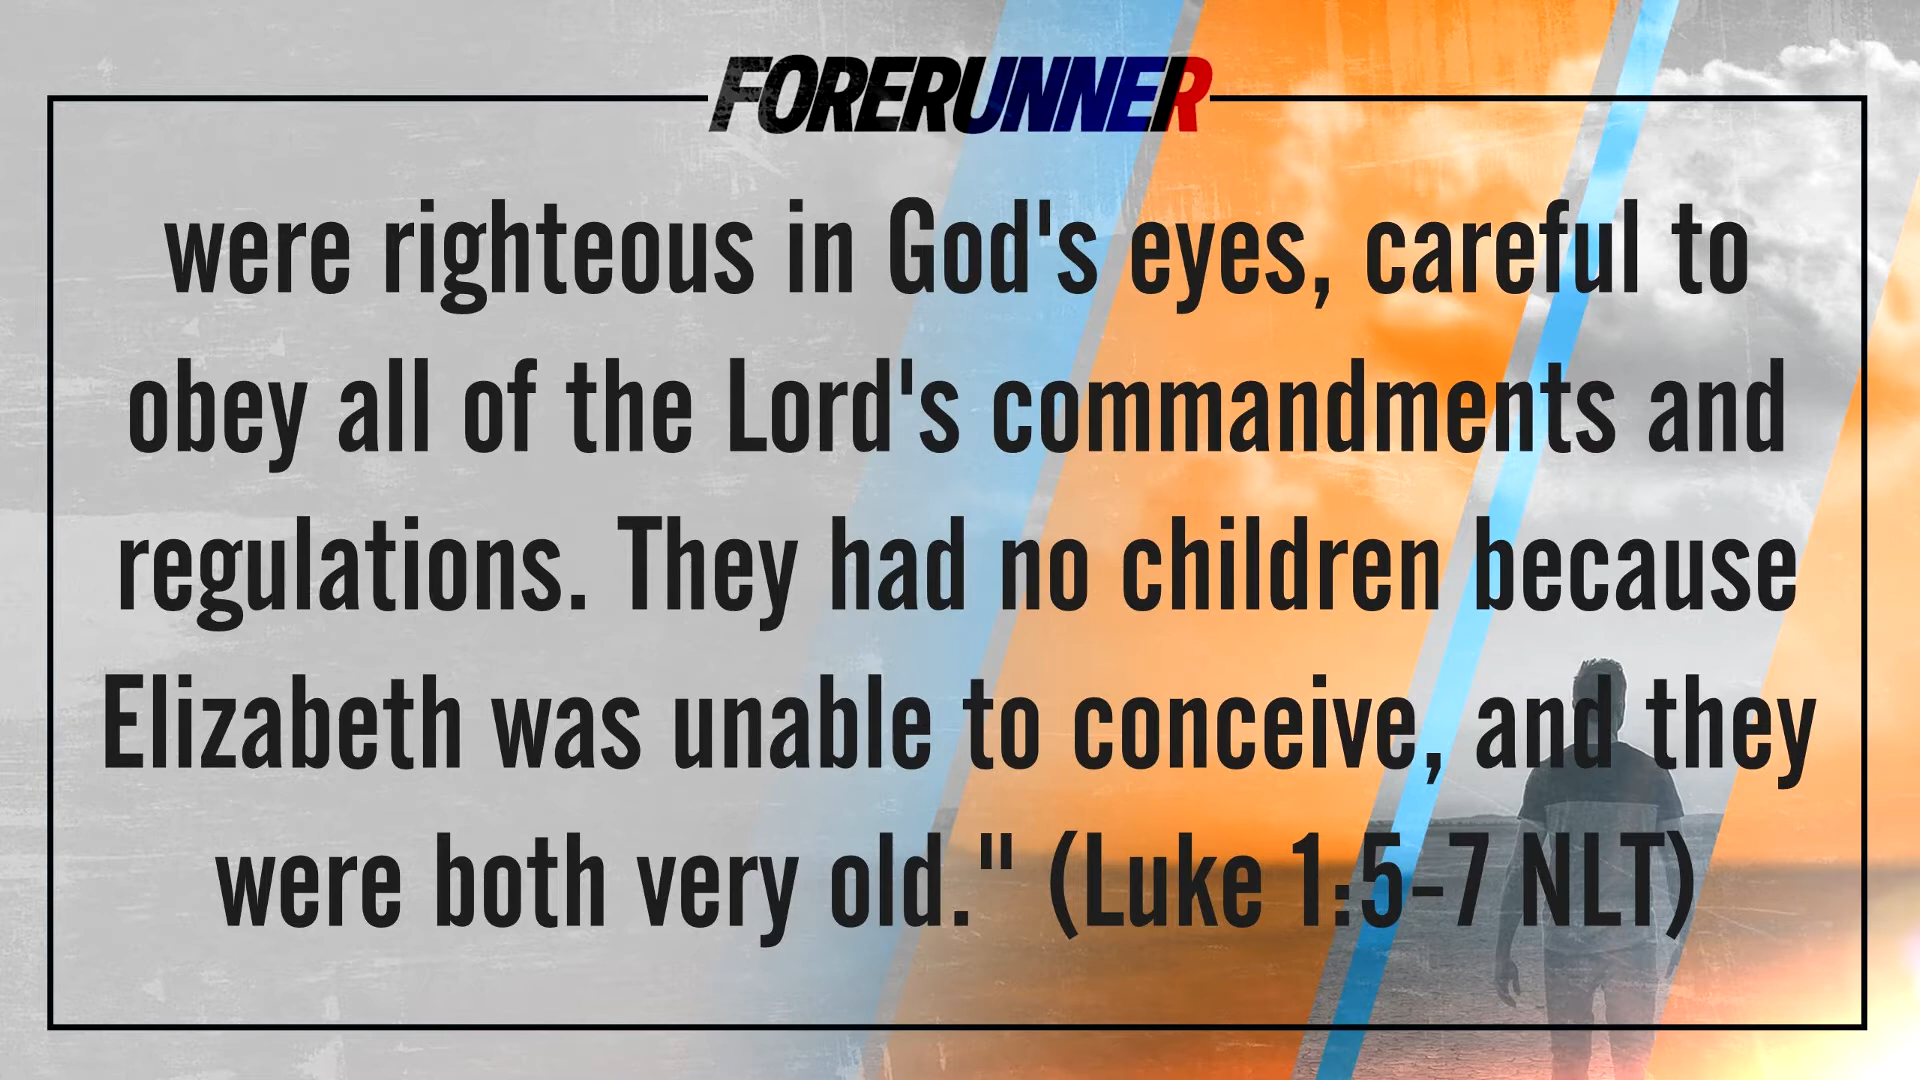 FORERUNNER
were righteous in God's eyes, careful to
obey all of the Lord's commandments and
regulations. They had no children because
Elizabeth was unable to conceive, and they
were both very old." (Luke 1:5-7 NLT)